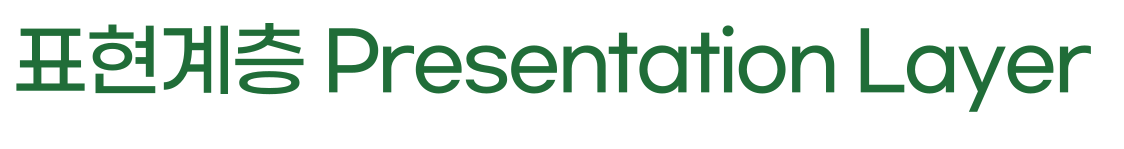 표현계층 Presentation Layer